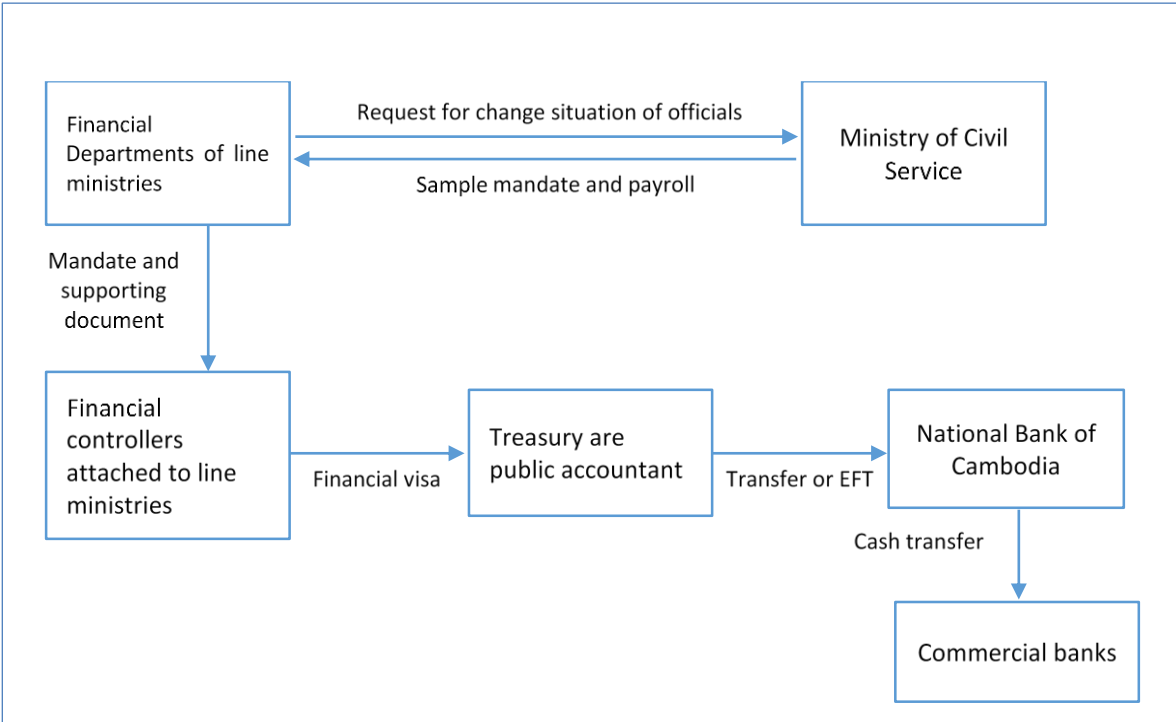 Financial
Departments of line
ministries
Request for change situation of officials
Sample mandate and payroll
Ministry of Civil
Service
Mandate and
supporting
document
Financial
controllers
attached to line
ministries
Financial visa
Treasury are
public accountant
Transfer or EFT
National Bank of
Cambodia
Cash transfer
Commercial banks